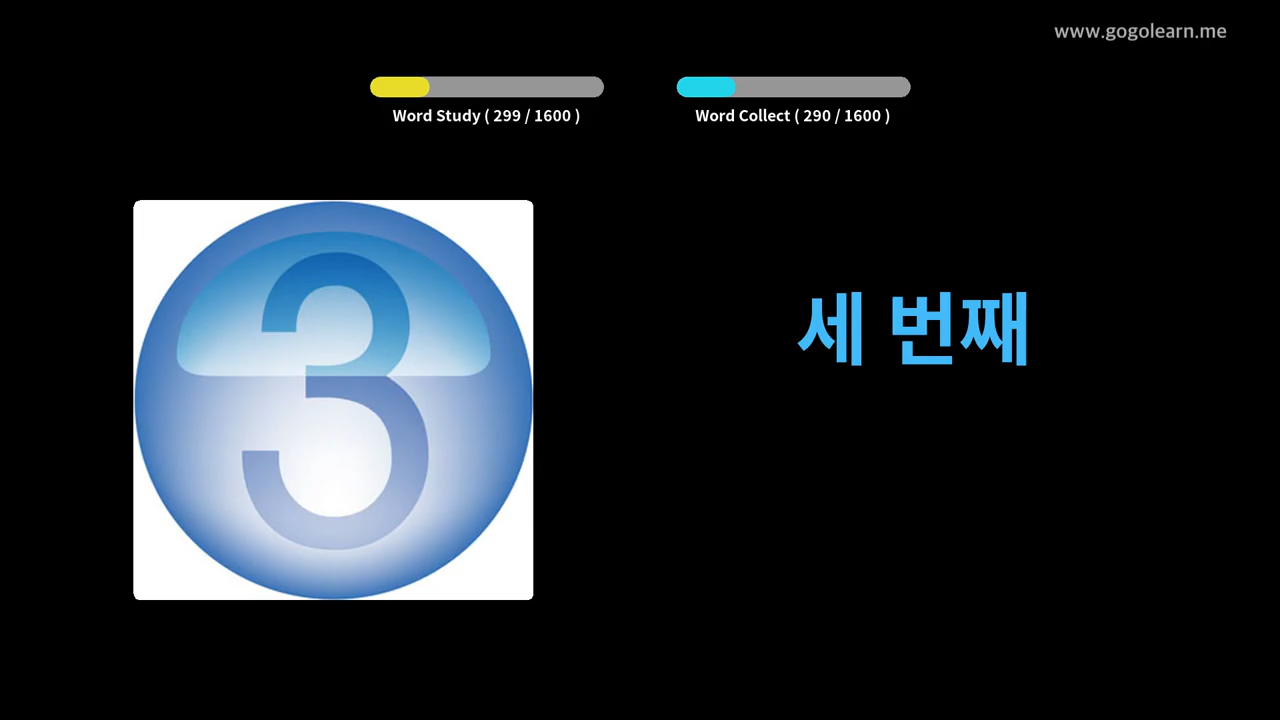 www.gogolearn.me
Word Study ( 299 / 1600 )
Word Collect ( 290 / 1600 )
3
세 번째